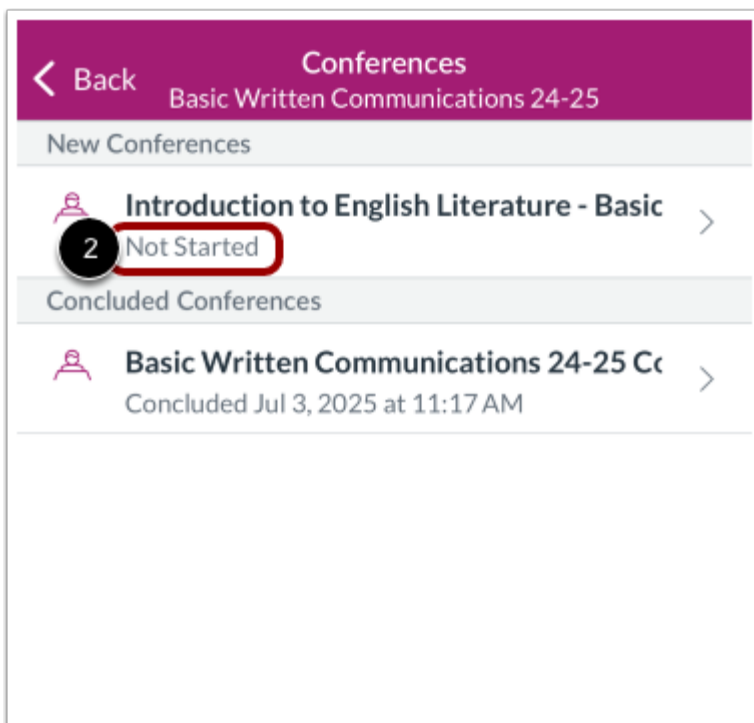 Back
Conferences
Basic Written Communications 24-25
New Conferences
Introduction to English Literature - Basic
2
Not Started
Concluded Conferences
Basic Written Communications 24-25 Co
Concluded Jul 3, 2025 at 11:17 AM